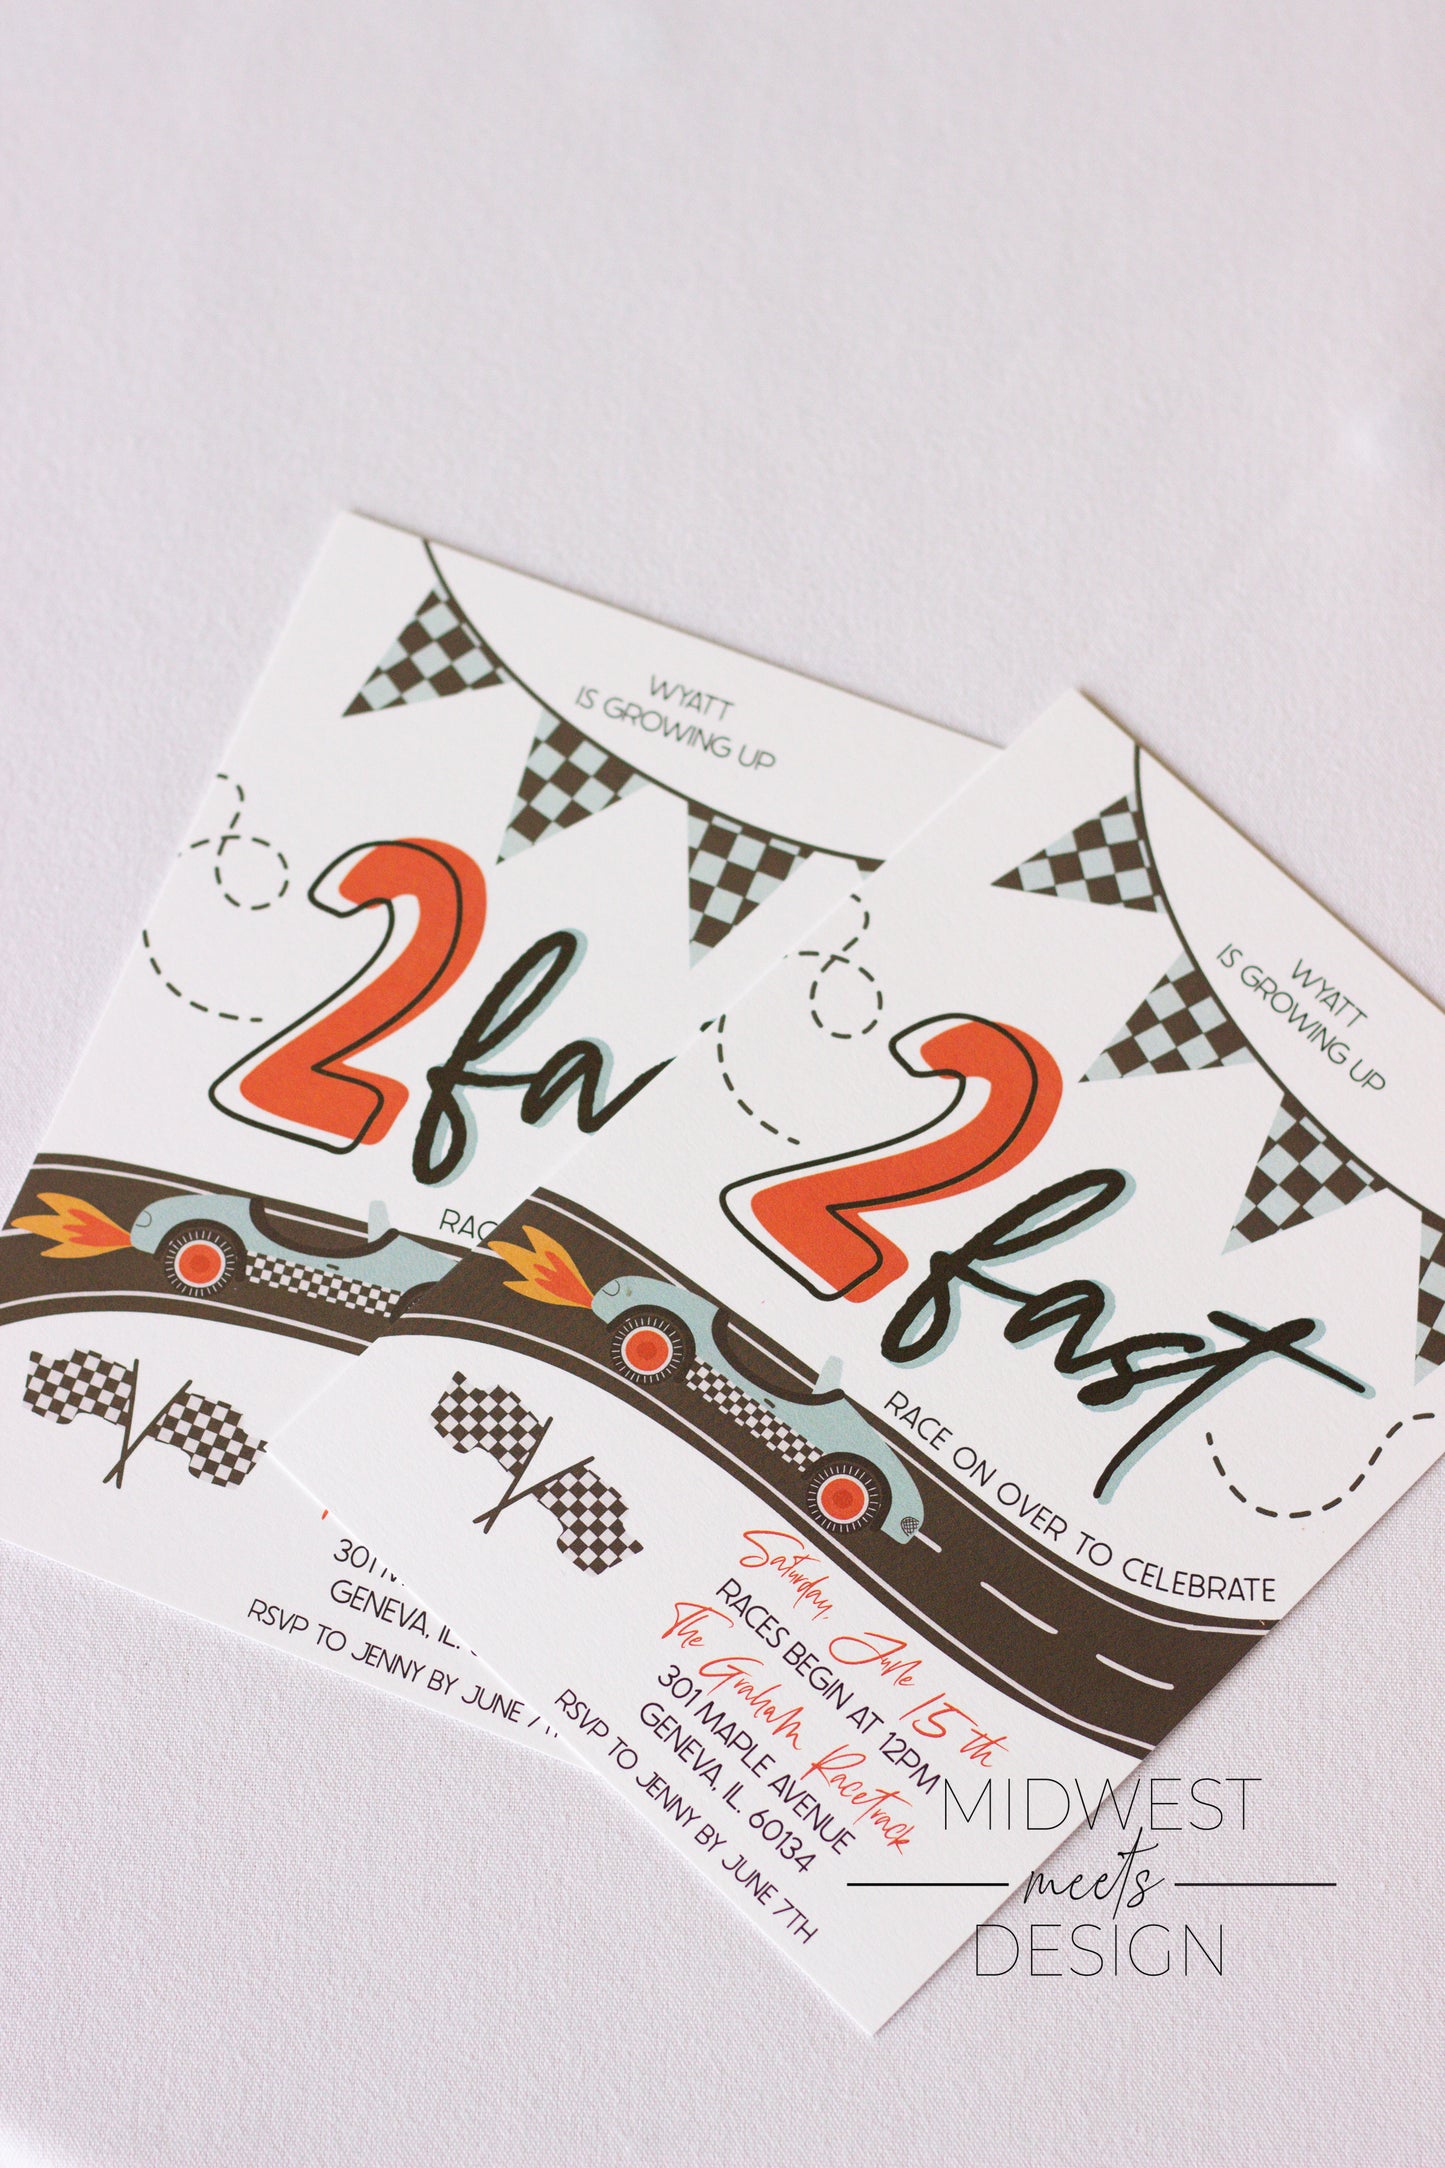 WYATT
IS GROWING UP
2 fa
RAC
301 M
GENEVA, IL.
RSVP TO JENNY BY JUNE 7
WYATT
IS GROWING UP
2 fast
RACE ON OVER TO CELEBRATE
Saturday, June 15th
RACES BEGIN AT 12PM
The Graham Racetrack
301 MAPLE AVENUE
GENEVA, IL. 60134
RSVP TO JENNY BY JUNE 7TH
MIDWEST
meets
DESIGN